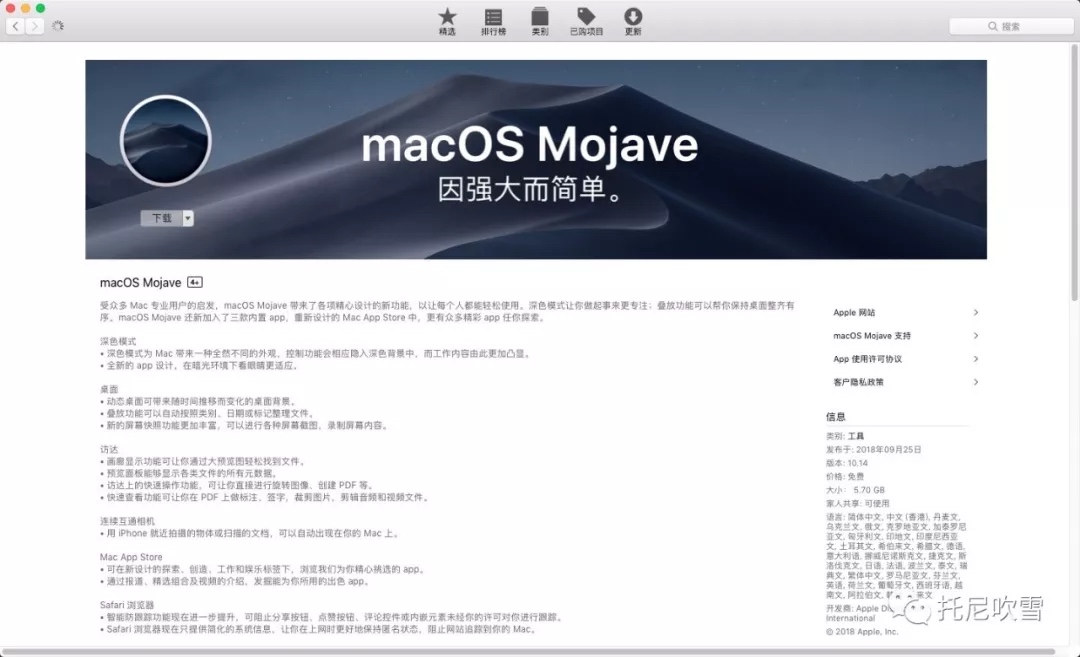 精选 排行榜 类别 已购项目 更新
搜索
macOS Mojave
因强大而简单。
下载
macOS Mojave 4+
受众多 Mac 专业用户的启发，macOS Mojave 带来了各项精心设计的新功能，以让每个人都能轻松使用。深色模式让你做起事来更专注；叠放功能可以帮你保持桌面整齐有
序。macOS Mojave 还新加入了三款内置 app，重新设计的 Mac App Store 中，更有众多精彩 app 任你探索。
深色模式
• 深色模式为 Mac 带来一种全然不同的外观，控制功能会相应隐入深色背景中，而工作内容由此更加凸显。
• 全新的 app 设计，在暗光环境下看眼睛更适应。
桌面
• 动态桌面可带来随时间推移而变化的桌面背景。
• 叠放功能可以自动按照类别、日期或标记整理文件。
• 新的屏幕快照功能更加丰富，可以进行各种屏幕截图、录制屏幕内容。
访达
• 画廊显示功能可让你通过大预览图轻松找到文件。
• 预览面板能够显示各类文件的所有元数据。
• 访达上的快速操作功能，可让你直接进行旋转图像、创建 PDF 等。
• 快速查看功能可让你在 PDF 上做标注、签字，裁剪图片，剪辑音频和视频文件。
连续互通相机
• 用 iPhone 就近拍摄的物体或扫描的文档，可以自动出现在你的 Mac 上。
Mac App Store
• 可在新设计的探索、创造、工作和娱乐标签下，浏览我们为你精心挑选的 app。
• 通过报道、精选组合及视频的介绍，发掘能为你所用的出色 app。
Safari 浏览器
• 智能防跟踪功能现在进一步提升，可阻止分享按钮、点赞按钮、评论控件或内嵌元素未经你的许可对你进行跟踪。
• Safari 浏览器现在只提供简化的系统信息，让你在上网时更好地保持匿名状态，阻止网站追踪到你的 Mac。
Apple 网站
macOS Mojave 支持
App 使用许可协议
客户隐私政策
信息
类别: 工具
发布于: 2018年09月25日
版本: 10.14
价格: 免费
大小: 5.70 GB
家人共享: 可使用
语言: 简体中文, 中文 (香港), 丹麦文,
乌克兰文, 俄文, 克罗地亚文, 加泰罗尼
亚文, 匈牙利文, 印地文, 印度尼西亚
文, 土耳其文, 希伯来文, 希腊文, 德语,
意大利语, 挪威尼诺斯克文, 捷克文, 斯
洛伐克文, 日语, 法语, 波兰文, 泰文, 瑞
典文, 繁体中文, 罗马尼亚文, 芬兰文,
英语, 荷兰文, 葡萄牙文, 西班牙语, 越
南文, 阿拉伯文, 韩 来文
开发商: Apple Di
International
© 2018 Apple, Inc.
托尼吹雪